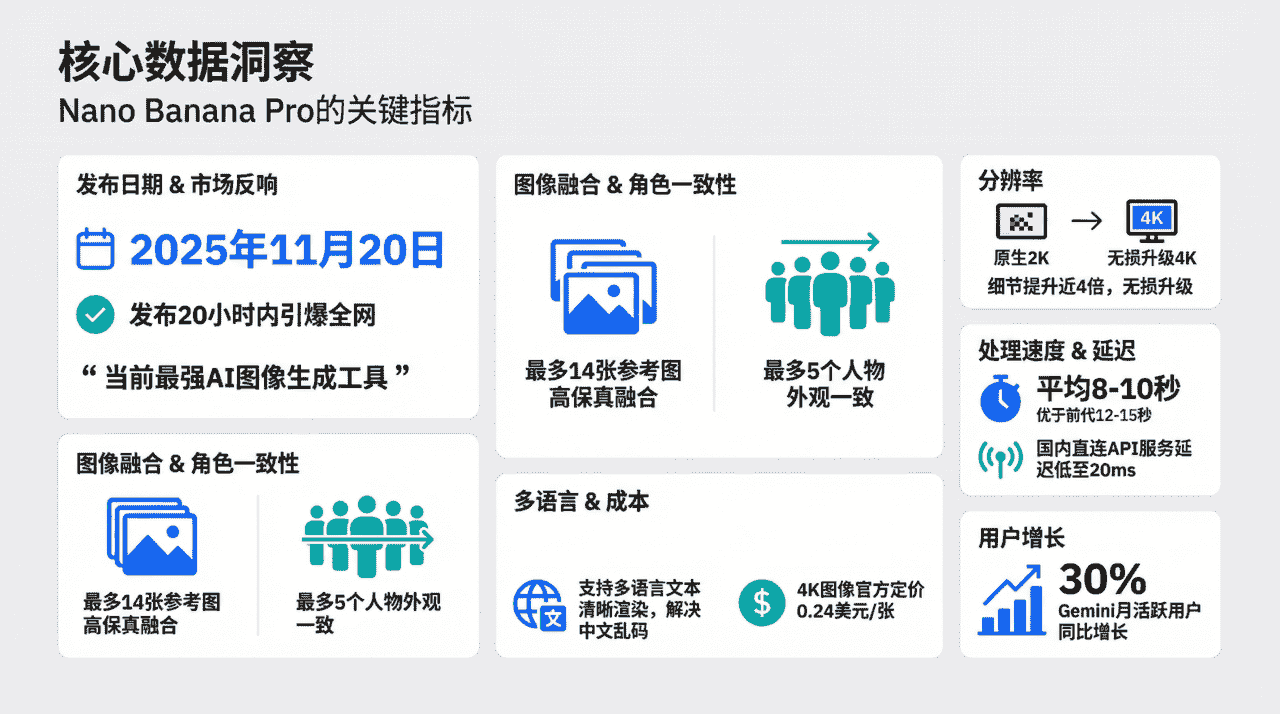 核心数据洞察
Nano Banana Pro的关键指标
发布日期 & 市场反响
2025年11月20日
发布20小时内引爆全网
“ 当前最强AI图像生成工具 ”
图像融合 & 角色一致性
最多14张参考图
高保真融合
最多5个人物外观
一致
图像融合 & 角色一致性
最多14张参考图
高保真融合
最多5个人物
外观一致
多语言 & 成本
文
支持多语言文本
清晰渲染，解决
中文乱码
$
4K图像官方定价
0.24美元/张
分辨率
4K
原生2K
无损升级4K
细节提升近4倍，无损升级
处理速度 & 延迟
平均8-10秒
优于前代12-15秒
国内直连API服务延
迟低至20ms
用户增长
30%
Gemini月活跃用户
同比增长